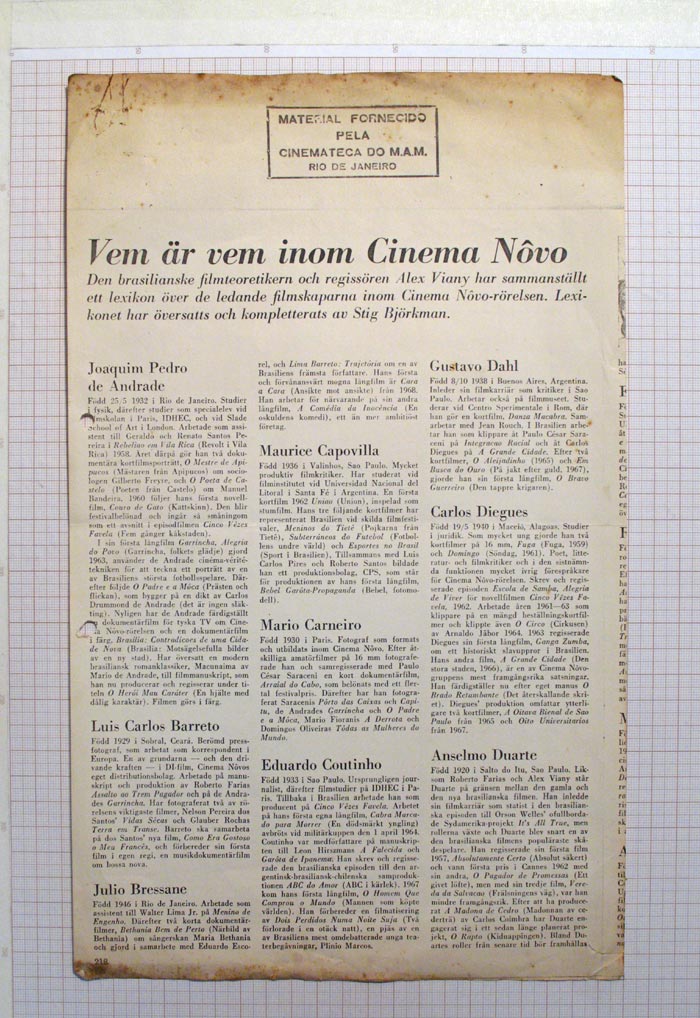 MATERIAL FORNECIDO
PELA
CINEMATECA DO M.A.M.
RIO DE JANEIRO
Vem är vem inom Cinema Nôvo
Den brasilianske filmteoretikern och regissören Alex Viany har sammanställt
ett lexikon över de ledande filmskaparna inom Cinema Nôvo-rörelsen. Lexi-
konet har översatts och kompletterats av Stig Björkman.
Joaquim Pedro
de Andrade
Född 25/5 1932 i Rio de Janeiro. Studier
i fysik, därefter studier som specialelev vid
filmskolan i Paris, IDHEC, och vid Slade
School of Art i London. Arbetade som assi-
stent till Geraldo och Renato Santos Pe-
reira i Rebeliao em Vila Rica (Revolt i Vila
Rica) 1958. Året därpå gör han två doku-
mentära kortfilmsporträtt, O Mestre de Api-
pucos (Mästaren från Apipucos) om socio-
logen Gilberto Freyre, och O Poeta de Ca-
stelo (Poeten från Castelo) om Manuel
Bandeira. 1960 följer hans första novell-
film, Couro de Gato (Kattskinn). Den blir
festivalbelönad och ingår så småningom
som ett avsnitt i episodfilmen Cinco Vêzes
Favela (Fem gånger kåkstaden).
I sin första långfilm Garrincha, Alegria
do Povo (Garrincha, folkets glädje) gjord
1963, använder de Andrade cinéma-vérité-
tekniken för att teckna ett porträtt av en
av Brasiliens största fotbollsspelare. Där-
efter följde O Padre e a Môca (Prästen och
flickan), som bygger på en dikt av Carlos
Drummond de Andrade (det är ingen släk-
ting). Nyligen har de Andrade färdigställt
en dokumentärfilm för tyska TV om Cine-
ma Nôvo-rörelsen och en dokumentärfilm
i färg, Brasilia: Contradicoes de uma Cida-
de Nova (Brasilia: Motsägelsefulla bilder
av en ny stad). Har översatt en modern
brasiliansk romanklassiker, Macunaima av
Mario de Andrade, till filmmanuskript, som
han nu producerar och regisserar under ti-
teln O Herói Mau Caráter (En hjälte med
dålig karaktär). Filmen görs i färg.
Luis Carlos Barreto
Född 1929 i Sobral, Ceará. Berömd press-
fotograf, som arbetat som korrespondent i
Europa. En av grundarna — och den dri-
vande kraften — i DI-film, Cinema Nôvos
eget distributionsbolag. Arbetade på manu-
skript och produktion av Roberto Farias
Assalto ao Trem Pagador och på de Andra-
des Garrincha. Har fotograferat två av rö-
relsens viktigaste filmer, Nelson Pereira dos
Santos' Vidas Sêcas och Glauber Rochas
Terra em Transe. Barreto ska samarbeta
på dos Santos' nya film, Como Era Gostoso
o Meu Francês, och förbereder sin första
film i egen regi, en musikdokumentärfilm
om bossa nova.
Julio Bressane
Född 1946 i Rio de Janeiro. Arbetade som
assistent till Walter Lima Jr. på Menino de
Engenho. Därefter två korta dokumentär-
filmer, Bethania Bem de Perto (Närbild av
Bethania) om sångerskan Maria Bethania
och gjord i samarbete med Eduardo Esco-
218
rel, och Lima Barreto: Trajetória om en av
Brasiliens främsta författare. Hans första
och förvånansvärt mogna långfilm är Cara
a Cara (Ansikte mot ansikte) från 1968.
Han arbetar för närvarande på sin andra
långfilm, A Comédia da Inocência (En
oskuldens komedi), ett än mer ambitiöst
företag.
Maurice Capovilla
Född 1936 i Valinhos, Sao Paulo. Mycket
produktiv filmkritiker. Har studerat vid
filminstitutet vid Universidad Nacional del
Litoral i Santa Fé i Argentina. En första
kortfilm 1962 Uniao (Union), inspelad som
stumfilm. Hans tre följande kortfilmer har
representerat Brasilien vid skilda filmfesti-
valer, Meninos do Tietê (Pojkarna från
Tietê), Subterrâneos do Futebol (Fotbol-
lens undre värld) och Esportes no Brasil
(Sport i Brasilien), Tillsammans med Luis
Carlos Pires och Roberto Santos bildade
han ett produktionsbolag, CPS, som står
för produktionen av hans första långfilm,
Bebel Garôta-Propaganda (Bebel, fotomo-
dell).
Mario Carneiro
Född 1930 i Paris. Fotograf som formats
och utbildats inom Cinema Nôvo. Efter åt-
skilliga amatörfilmer på 16 mm fotografe-
rade han och samregisserade med Paulo
César Saraceni en kort dokumentärfilm,
Arraial do Cabo, som belönats med ett fler-
tal festivalpris. Därefter har han fotogra-
ferat Saracenis Pôrto das Caixas och Capi-
tu, de Andrades Garrincha och O Padre
e a Môca, Mario Fioranis A Derrota och
Domingos Oliveiras Tôdas as Mulheres do
Mundo.
Eduardo Coutinho
Född 1933 i Sao Paulo. Ursprungligen jour-
nalist, därefter filmstudier på IDHEC i Pa-
ris. Tillbaka i Brasilien arbetade han som
producent på Cinco Vêzes Favela. Arbetet
på hans första egna långfilm, Cabra Marca-
do para Morrer (En död-märkt yngling)
avbröts vid militärkuppen den 1 april 1964.
Coutinho var medförfattare på manuskrip-
ten till Leon Hirszmans A Falecida och
Garôta de Ipanema. Han skrev och regisse-
rade den brasilianska episoden till den ar-
gentinsk-brasiliansk-chilenska samproduk-
tionen ABC do Amor (ABC i kärlek). 1967
kom hans första långfilm, O Homem Que
Comprou o Mundo (Mannen som köpte
världen). Han förbereder en filmatisering
av Dois Perdidos Numa Noite Suja (Två
förlorade i en otäck natt), en pjäs av en
av Brasiliens mest omdebatterade unga tea-
terbegåvningar, Plinio Marcos.
Gustavo Dahl
Född 8/10 1938 i Buenos Aires, Argentina.
Inleder sin filmkarriär som kritiker i Sao
Paulo. Arbetar också på filmmuseet. Stu-
derar vid Centro Sperimentale i Rom, där
han gör en kortfilm, Danza Macabra. Sam-
arbetar med Jean Rouch. I Brasilien arbe-
tar han som klippare åt Paulo César Sara-
ceni på Integracao Racial och åt Carlos
Diegues på A Grande Cidade. Efter två
kortfilmer, O Aleijadinho (1965) och Em
Busca do Ouro (På jakt efter guld, 1967),
gjorde han sin första långfilm, O Bravo
Guerreiro (Den tappre krigaren).
Carlos Diegues
Född 19/5 1940 i Maceió, Alagoas. Studier
i juridik. Som mycket ung gjorde han två
kortfilmer på 16 mm, Fuga (Fuga, 1959)
och Domingo (Söndag, 1961). Poet, litte-
ratur- och filmkritiker och i den sistnämn-
da funktionen mycket ivrig förespråkare
för Cinema Nôvo-rörelsen. Skrev och regis-
serade episoden Escola de Samba, Alegria
de Viver för novellfilmen Cinco Vêzes Fa-
vela, 1962. Arbetade åren 1961—63 som
klippare på en mängd beställningskortfil-
mer och klippte även O Circo (Cirkusen)
av Arnaldo Jabor 1964. 1963 regisserade
Diegues sin första långfilm, Ganga Zumba,
om ett historiskt slavuppror i Brasilien.
Hans andra film, A Grande Cidade (Den
stora staden, 1966), är en av Cinema Nôvo-
gruppens mest framgångsrika satsningar.
Han färdigställer nu efter eget manus O
Brado Retumbante (Det återskallande skri-
et). Diegues' produktion omfattar ytterli-
gare två kortfilmer, A Oitava Bienal de Sao
Paulo från 1965 och Oito Universitarios
från 1967.
Anselmo Duarte
Född 1920 i Salto do Itu, Sao Paulo. Lik-
som Roberto Farias och Alex Viany står
Duarte på gränsen mellan den gamla och
den nya brasilianska filmen. Han inledde
sin filmkarriär som statist i den brasilian-
ska episoden till Orson Welles' ofullborda-
de Sydamerika-projekt It's All True, men
rollerna växte och Duarte blev snart en av
den brasilianska filmens populäraste skå-
despelare. Han regisserade sin första film
1957, Absolutamente Certo (Absolut säkert)
och vann första pris i Cannes 1962 med
sin andra, O Pagador de Promessas (Ett
givet löfte), men med sin tredje film, Vere-
da da Salvacao (Frälsningens väg), var han
mindre framgångsrik. Efter att ha produce-
rat A Madona de Cedro (Madonnan av ce-
derträ) av Carlos Coimbra har Duarte en-
gagerat sig i ett sedan länge planerat pro-
jekt, O Rapto (Kidnappingen). Bland Du-
artes roller från senare tid bör framhållas